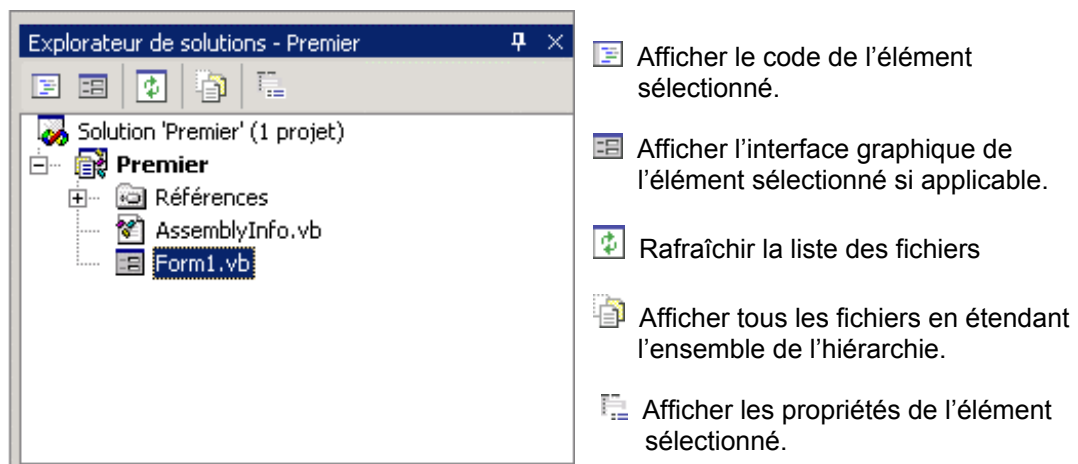 Explorateur de solutions - Premier
Solution 'Premier' (1 projet)
Premier
Références
AssemblyInfo.vb
Form1.vb
Afficher le code de l’élément
sélectionné.
Afficher l’interface graphique de
l’élément sélectionné si applicable.
Rafraîchir la liste des fichiers
Afficher tous les fichiers en étendant
l’ensemble de l’hiérarchie.
Afficher les propriétés de l’élément
sélectionné.